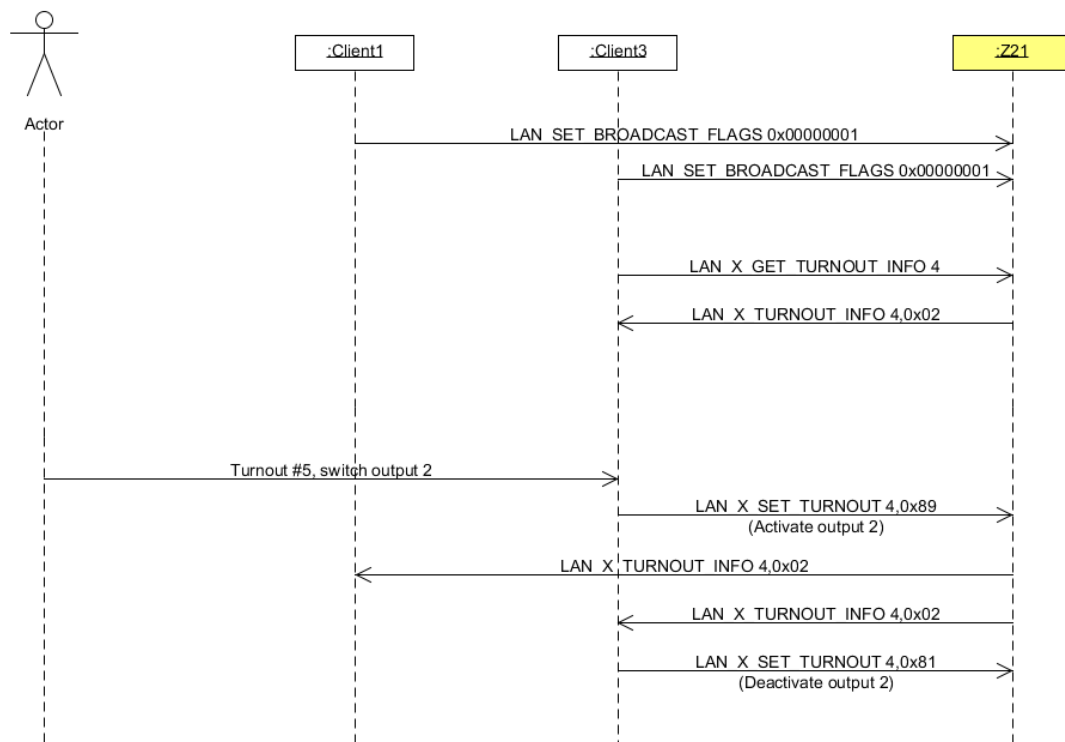 :Client1
:Client3
:Z21
Actor
LAN_SET_BROADCAST_FLAGS 0x00000001
LAN_SET_BROADCAST_FLAGS 0x00000001
LAN_X_GET_TURNOUT_INFO 4
LAN_X_TURNOUT_INFO 4,0x02
Turnout #5, switch output 2
LAN_X_SET_TURNOUT 4,0x89
(Activate output 2)
LAN_X_TURNOUT_INFO 4,0x02
LAN_X_TURNOUT_INFO 4,0x02
LAN_X_SET_TURNOUT 4,0x81
(Deactivate output 2)